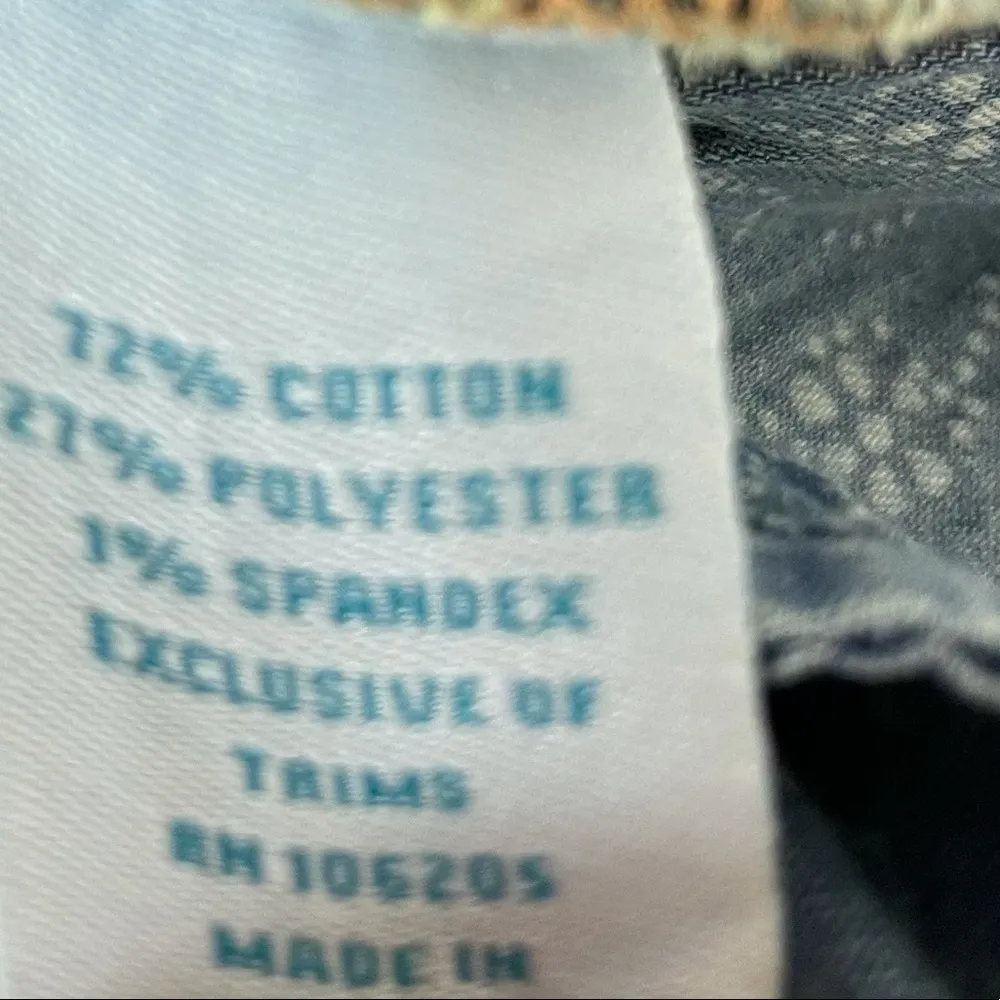 72% COTTON
27% POLYESTER
1% SPANDEX
EXCLUSIVE OF
TRIMS
RN 106205
MADE IN